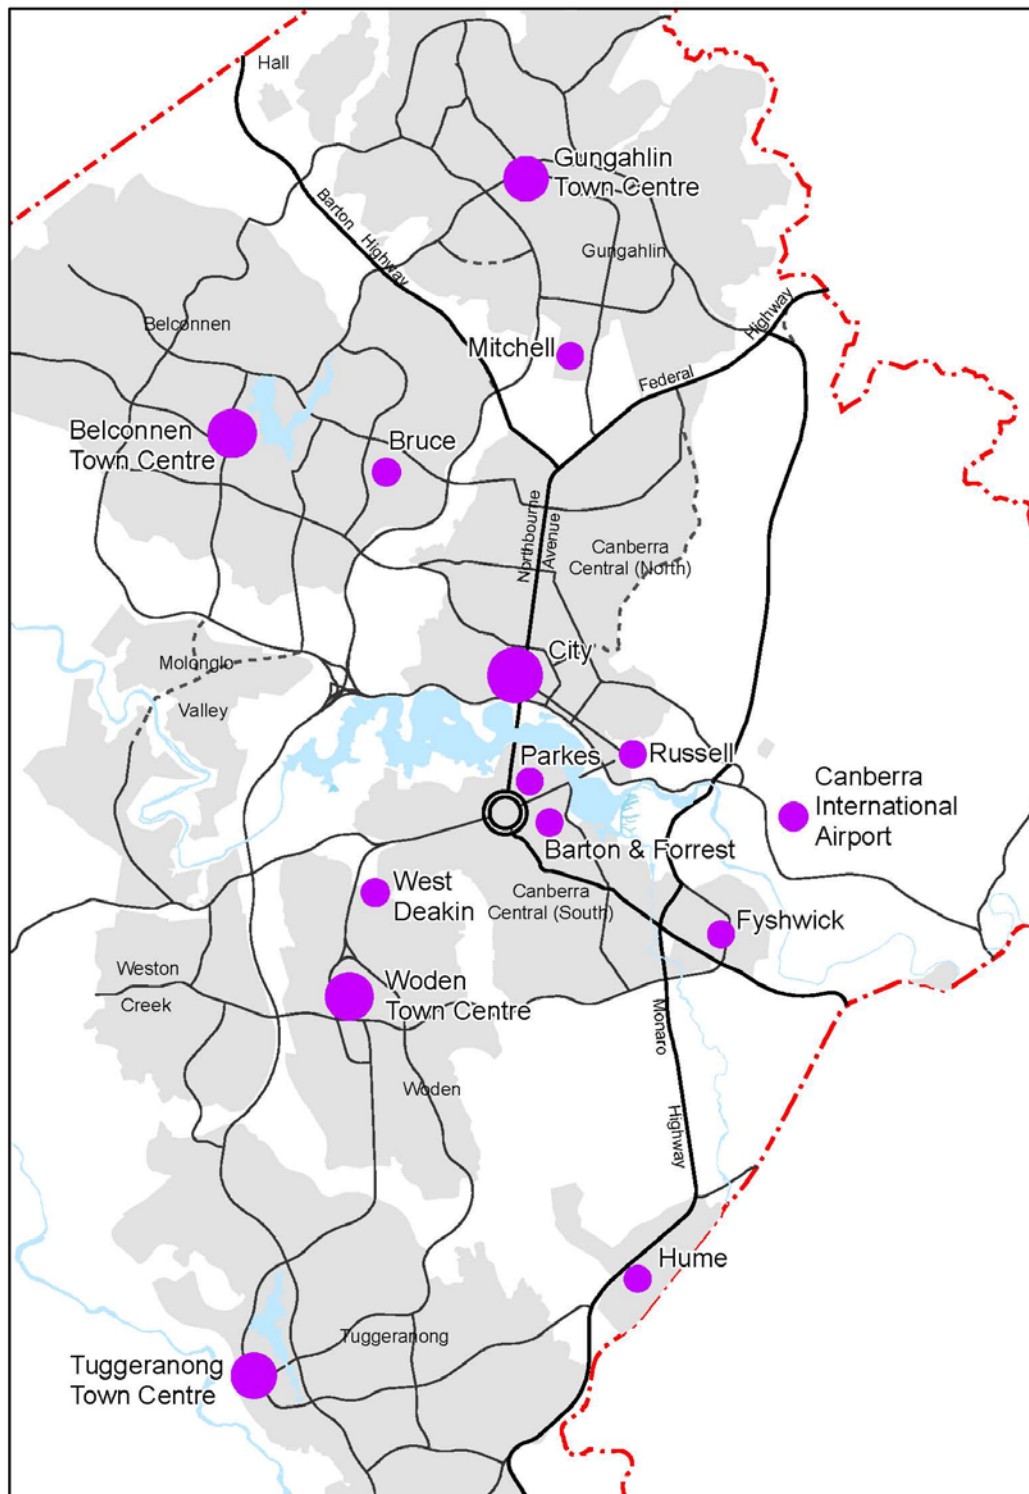 Hall
Gungahlin
Town Centre
Barton
Highway
Gungahlin
Highway
Belconnen
Mitchell
Federal
Belconnen
Town Centre
Bruce
Northbourne
Avenue
Canberra
Central (North)
City
Molonglo
Valley
Parkes
Russell
Canberra
International
Airport
Barton & Forrest
West
Deakin
Canberra
Central (South)
Fyshwick
Weston
Creek
Woden
Town Centre
Monaro
Highway
Woden
Hume
Tuggeranong
Tuggeranong
Town Centre